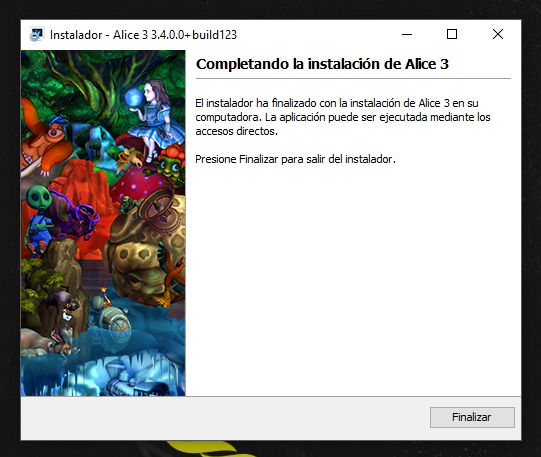 Instalador - Alice 3 3.4.0.0+build123
Completando la instalación de Alice 3
El instalador ha finalizado con la instalación de Alice 3 en su
computadora. La aplicación puede ser ejecutada mediante los
accesos directos.
Presione Finalizar para salir del instalador.
Finalizar